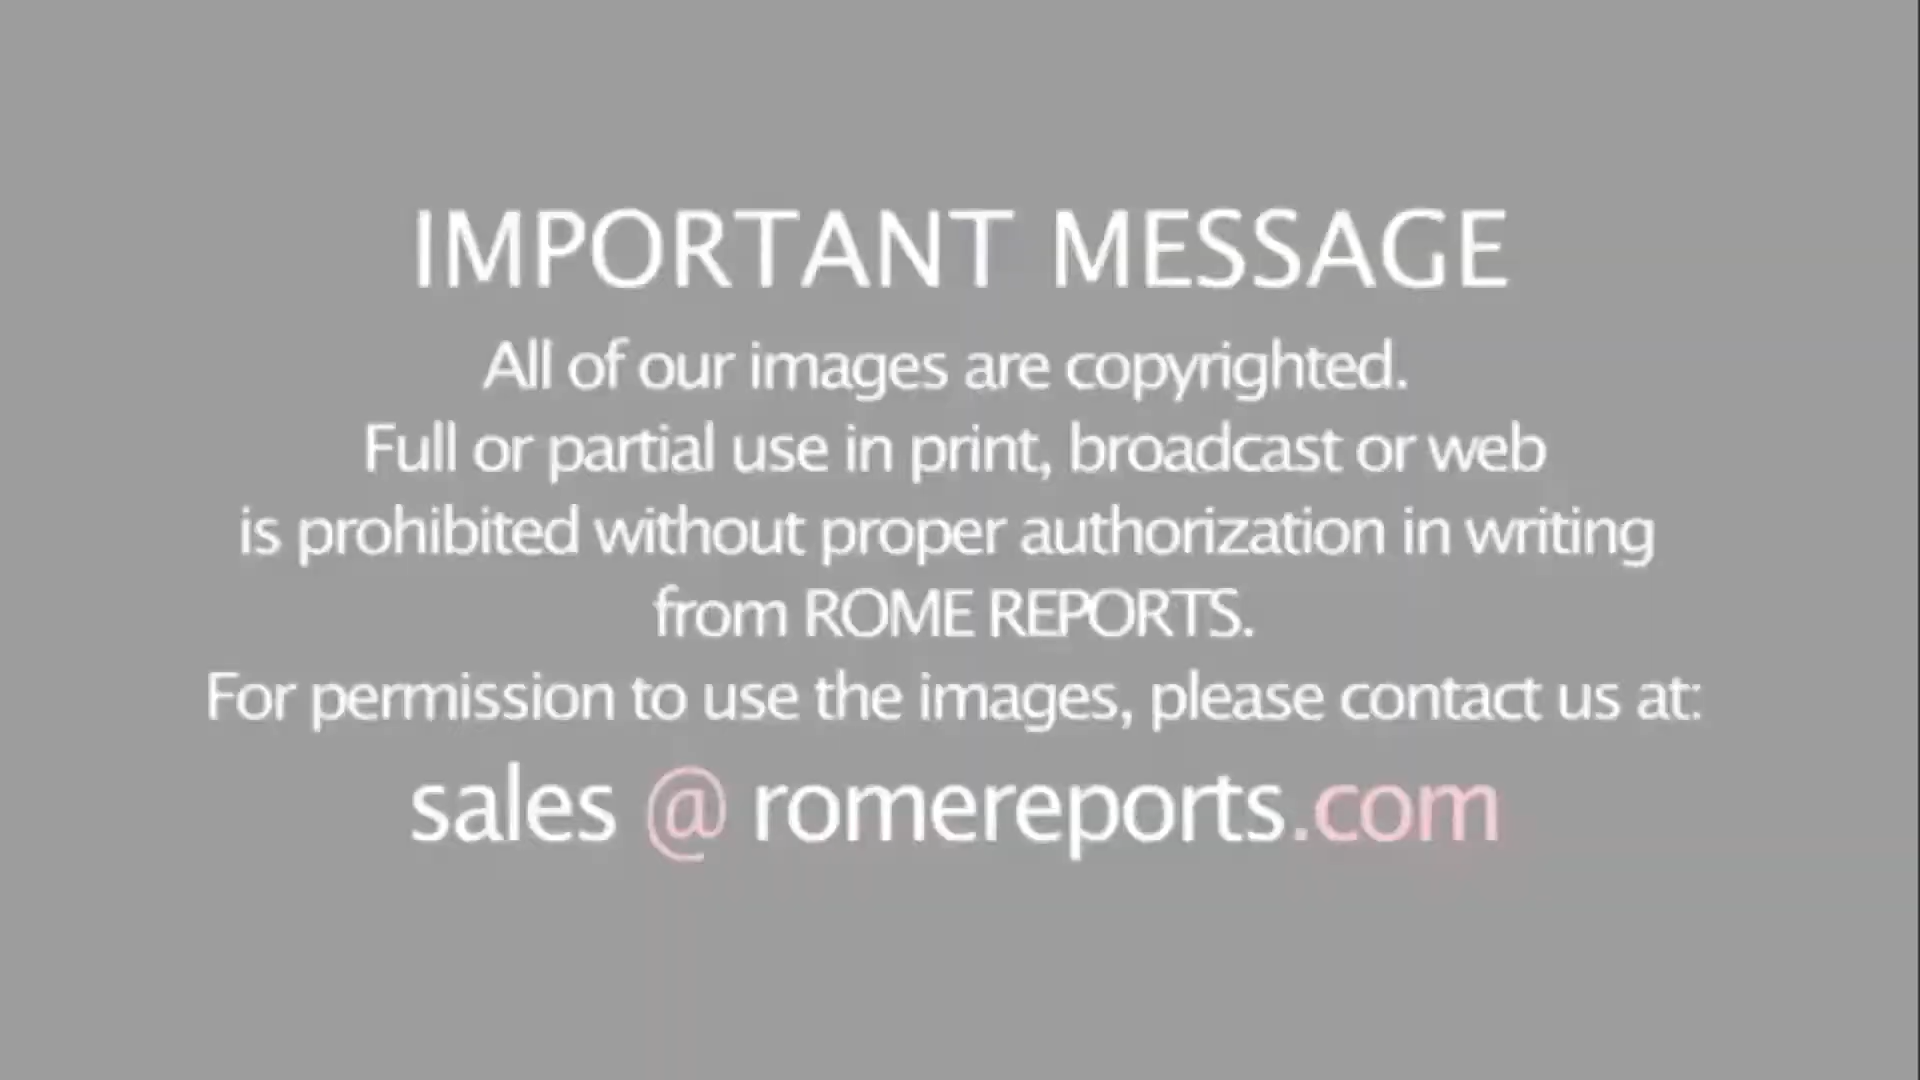 IMPORTANT MESSAGE
All of our images are copyrighted.
Full or partial use in print, broadcast or web
is prohibited without proper authorization in writing
from ROME REPORTS.
For permission to use the images, please contact us at:
sales @ romereports.com